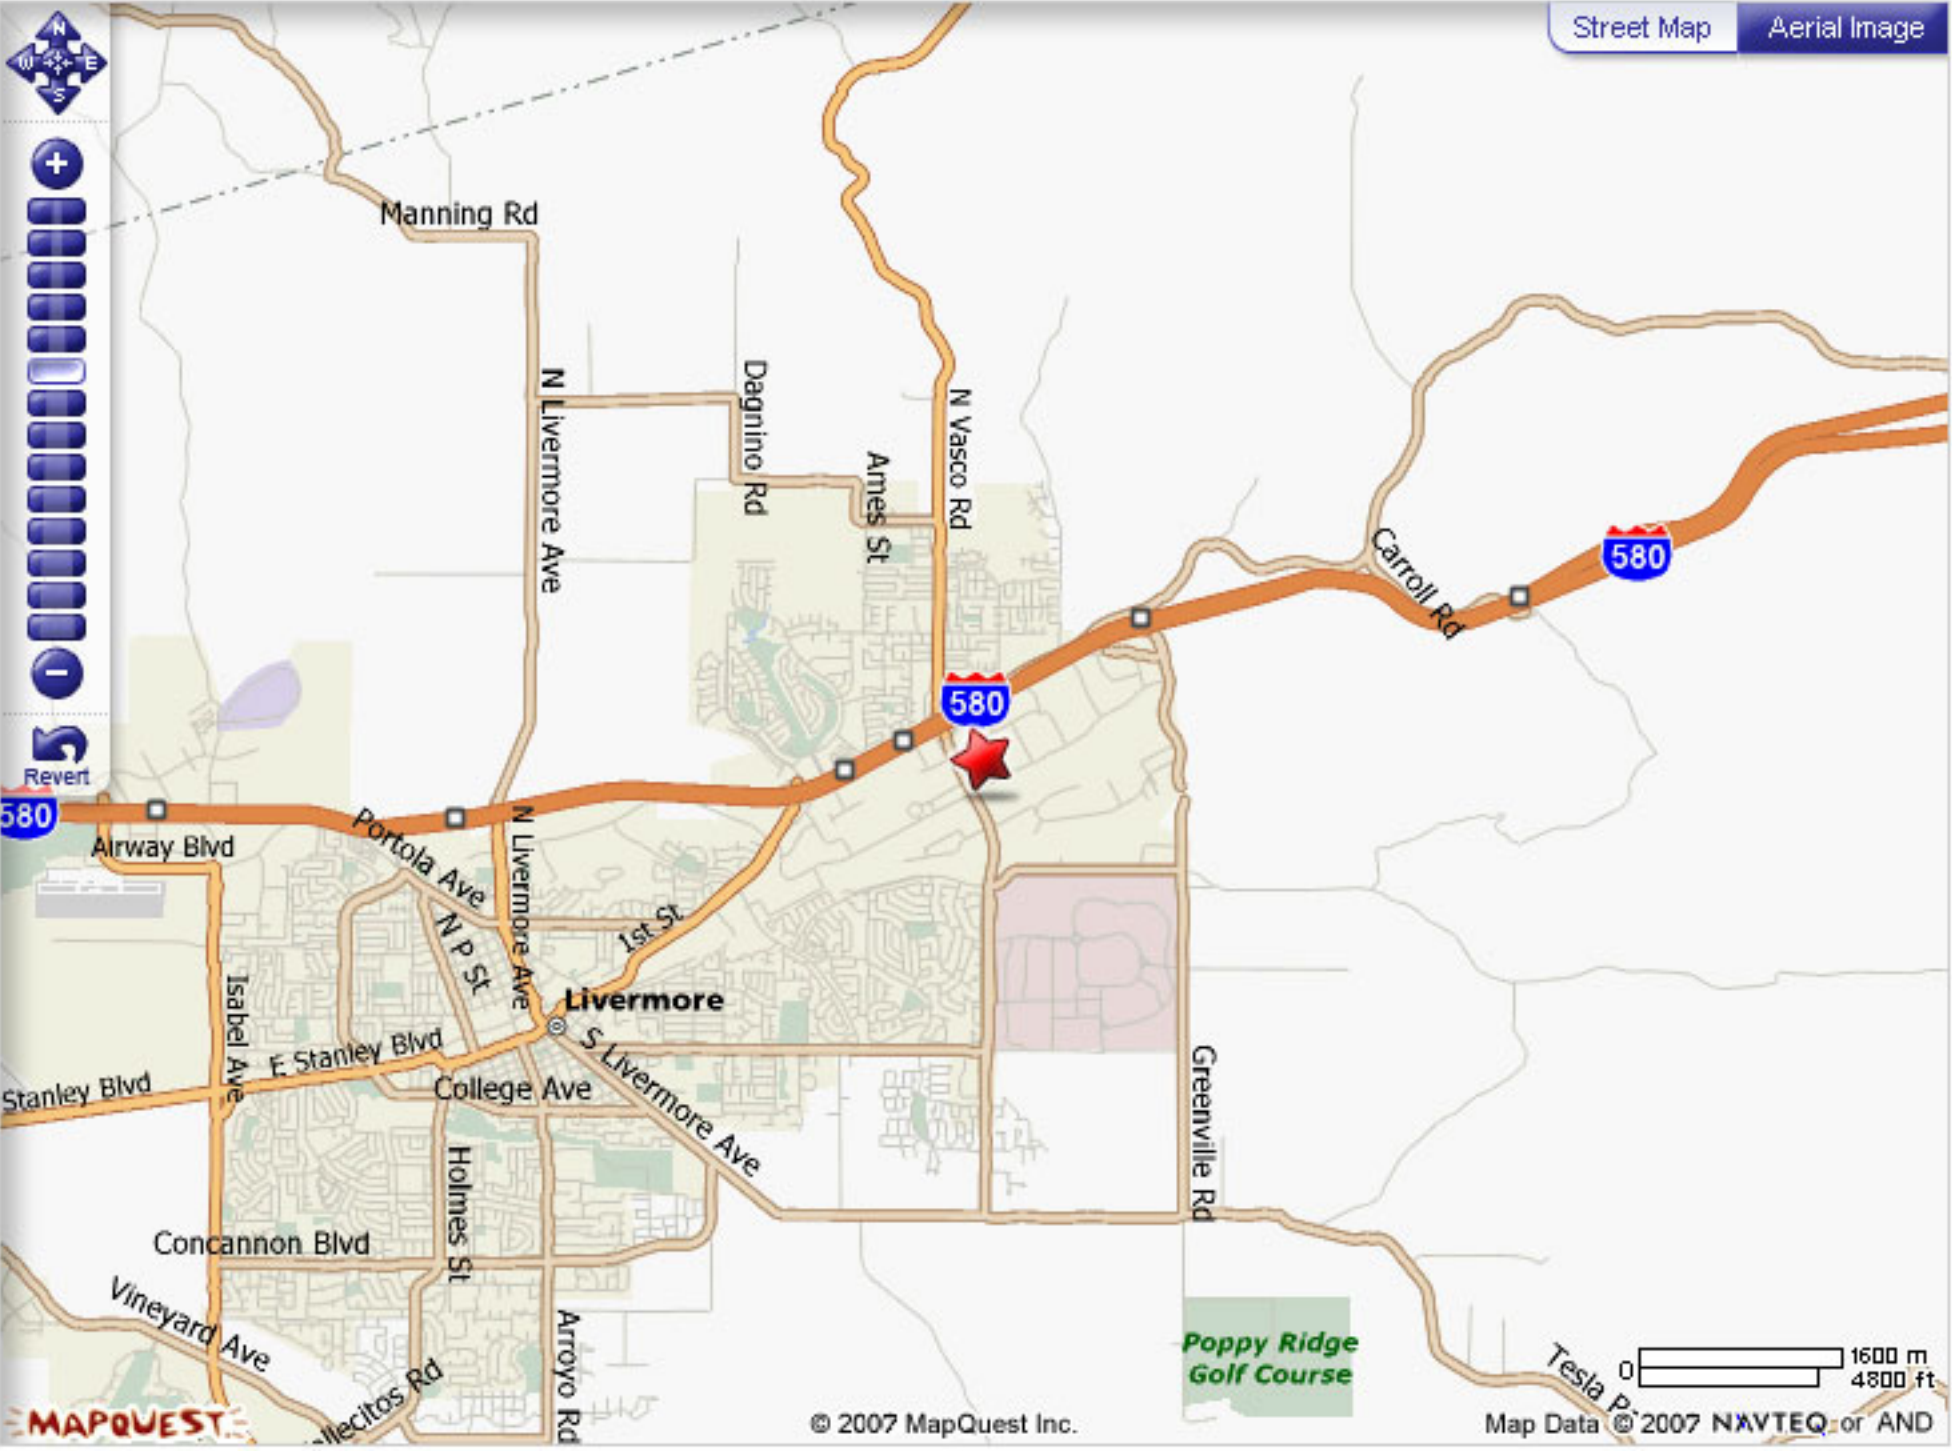 Street Map
Aerial Image
N
W
E
S
+
Manning Rd
N Livermore Ave
Dagnino Rd
N Vasco Rd
Ames St
Carroll Rd
580
−
580
Revert
580
Airway Blvd
Portola Ave
N Livermore Ave
N P St
1st St
Livermore
Isabel Ave
E Stanley Blvd
S Livermore Ave
Stanley Blvd
College Ave
Greenville Rd
Holmes St
Concannon Blvd
Vineyard Ave
Arroyo Rd
Poppy Ridge
Golf Course
Tesla
0
1600 m
4800 ft
MAPQUEST
© 2007 MapQuest Inc.
Map Data © 2007 NAVTEQ or AND